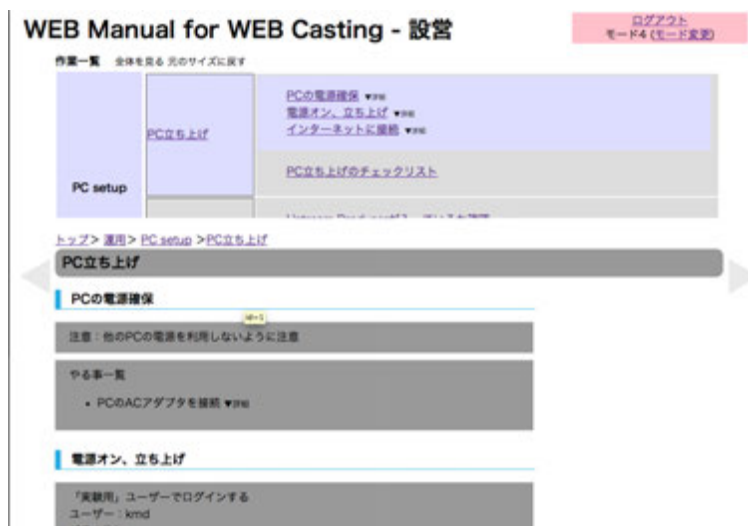 WEB Manual for WEB Casting - 設営
ログアウト
モード4 (モード変更)
作業一覧 全体を見る 元のサイズに戻す
PC setup
PC立ち上げ
PCの電源確保 ▼詳細
電源オン、立ち上げ ▼詳細
インターネットに接続 ▼詳細
PC立ち上げのチェックリスト
トップ> 運用> PC setup >PC立ち上げ
PC立ち上げ
PCの電源確保
注意：他のPCの電源を利用しないように注意
やる事一覧
• PCのACアダプタを接続 ▼詳細
電源オン、立ち上げ
「実験用」ユーザーでログインする
ユーザー：kmd